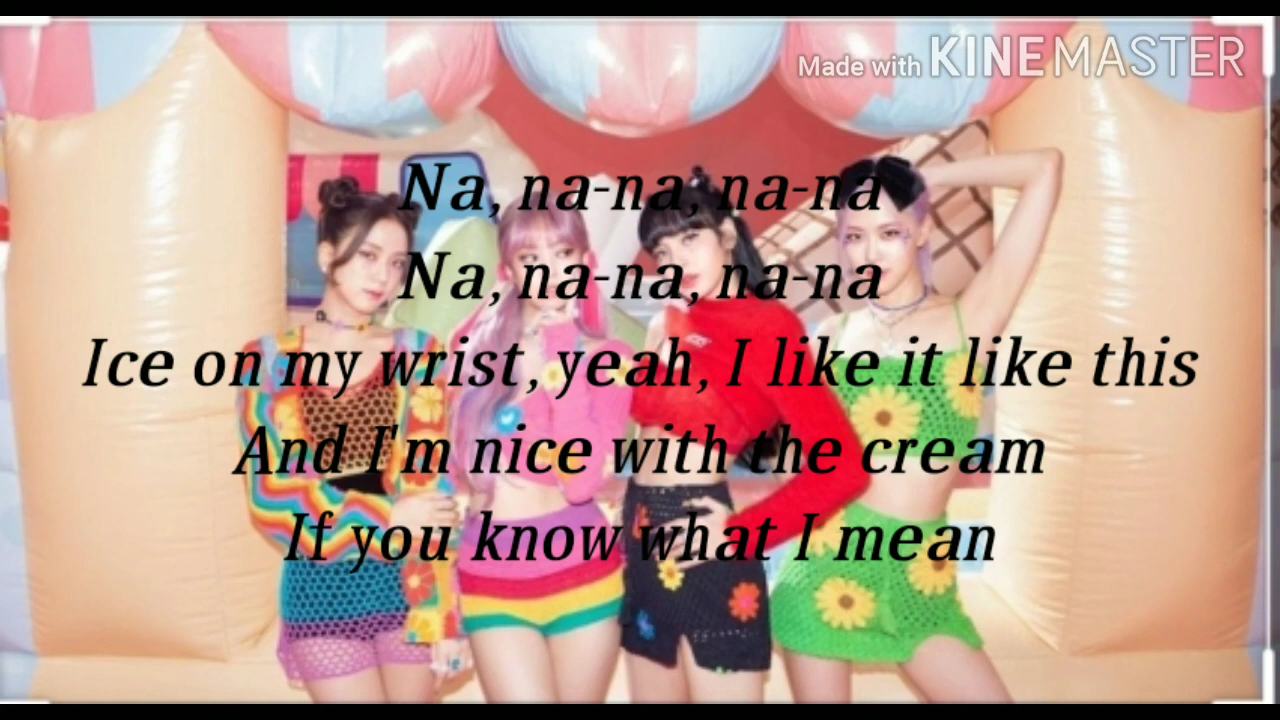 Made with KINEMASTER
Na, na-na, na-na
Na, na-na, na-na
Ice on my wrist, yeah, I like it like this
And I'm nice with the cream
If you know what I mean